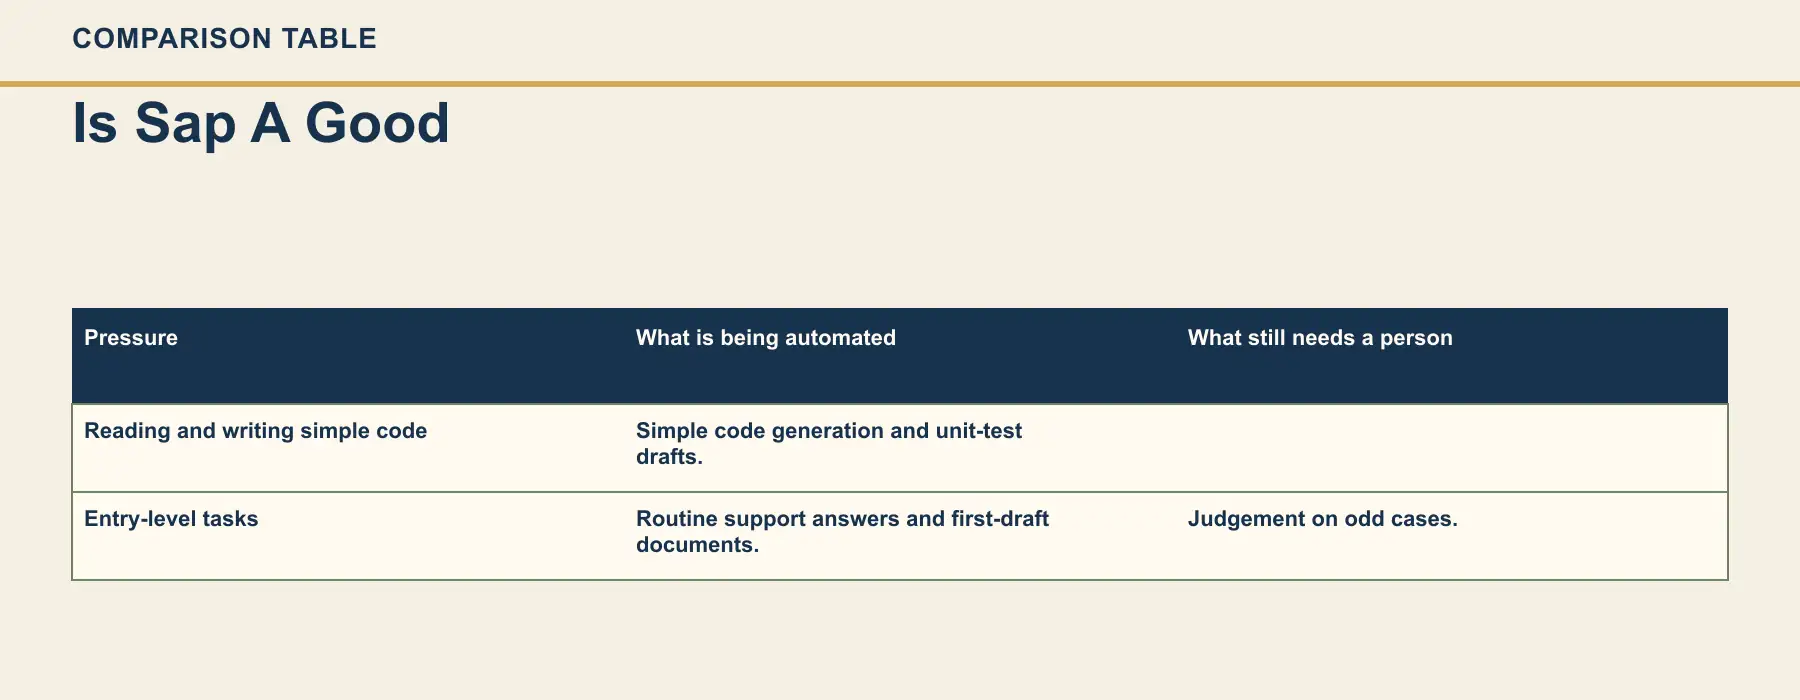 COMPARISON TABLE
Is Sap A Good
Pressure What is being automated What still needs a person
Reading and writing simple code Simple code generation and unit-test
drafts.
Entry-level tasks Routine support answers and first-draft Judgement on odd cases.
documents.